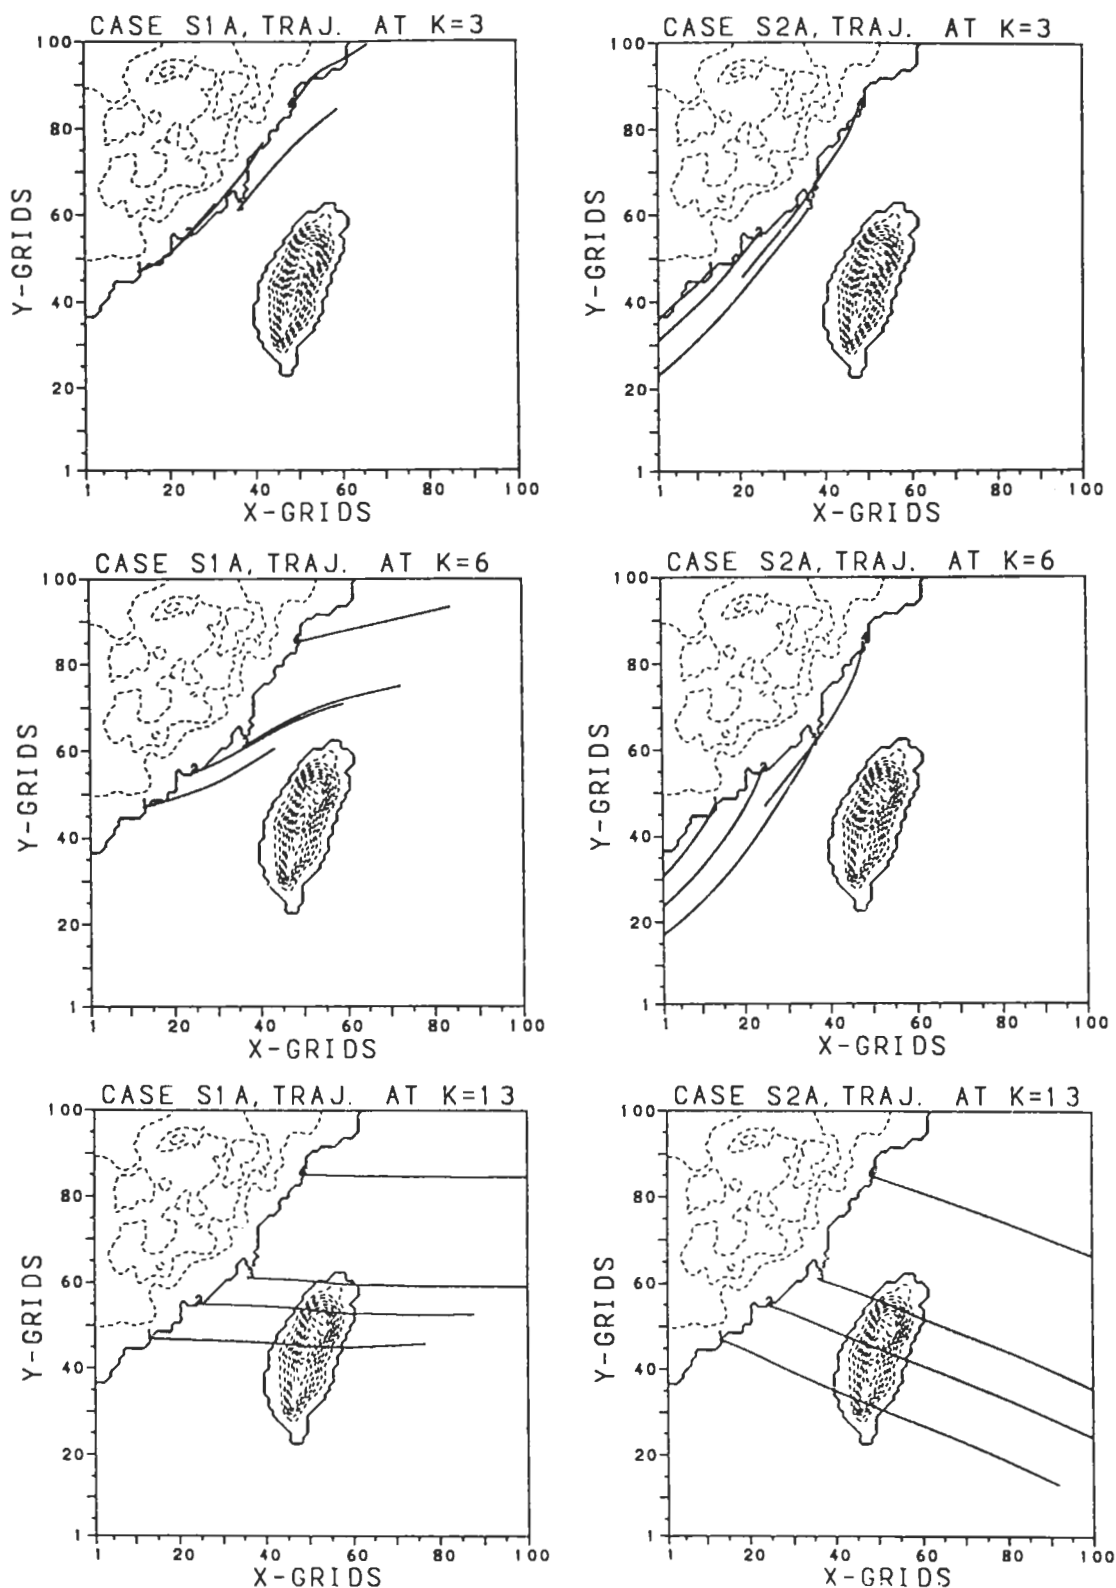 CASE S1A, TRAJ. AT K=3
100
80
60
40
20
1
Y-GRIDS
1 20 40 60 80 100
X-GRIDS
CASE S2A, TRAJ. AT K=3
100
80
60
40
20
1
Y-GRIDS
1 20 40 60 80 100
X-GRIDS
CASE S1A, TRAJ. AT K=6
100
80
60
40
20
1
Y-GRIDS
1 20 40 60 80 100
X-GRIDS
CASE S2A, TRAJ. AT K=6
100
80
60
40
20
1
Y-GRIDS
1 20 40 60 80 100
X-GRIDS
CASE S1A, TRAJ. AT K=13
100
80
60
40
20
1
Y-GRIDS
1 20 40 60 80 100
X-GRIDS
CASE S2A, TRAJ. AT K=13
100
80
60
40
20
1
Y-GRIDS
1 20 40 60 80 100
X-GRIDS